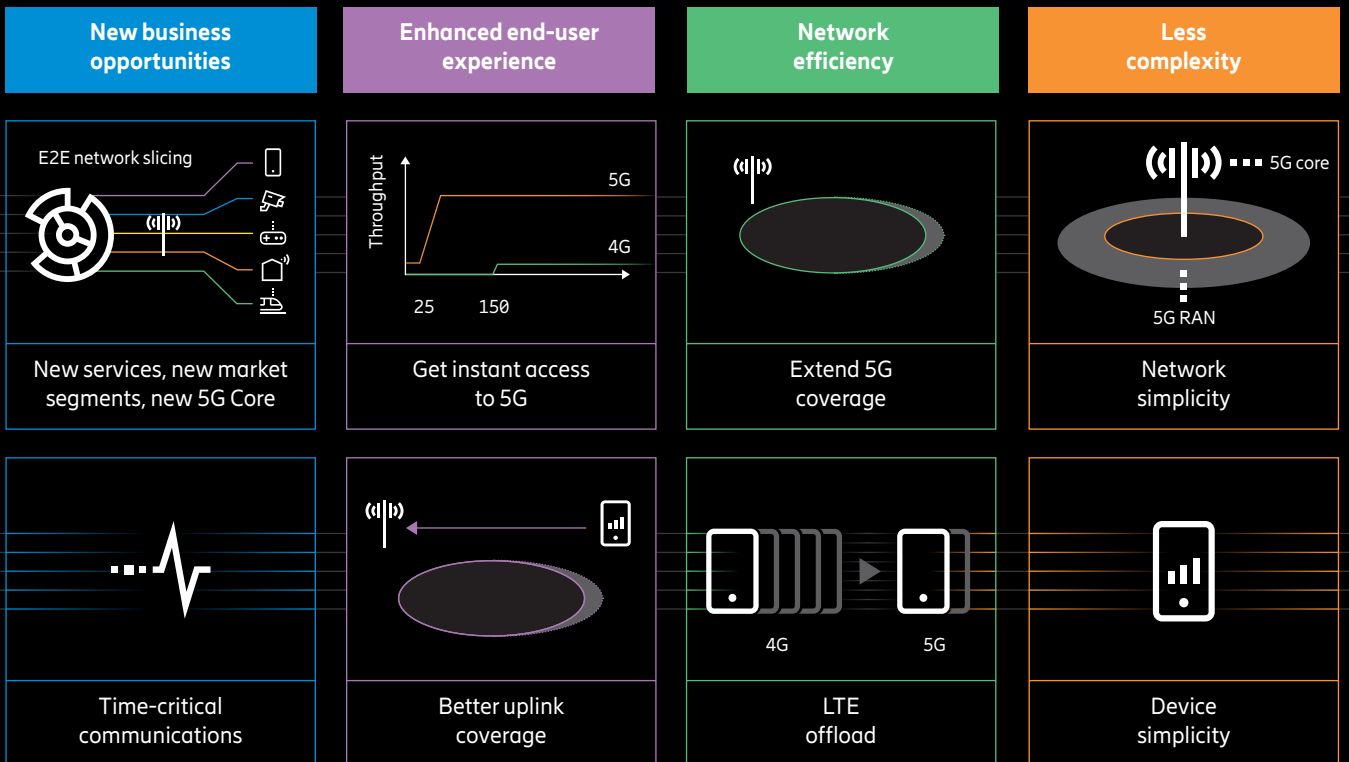 New business
opportunities
Enhanced end-user
experience
Network
efficiency
Less
complexity
E2E network slicing
New services, new market
segments, new 5G Core
Throughput
5G
4G
25 150
Get instant access
to 5G
Extend 5G
coverage
5G core
5G RAN
Network
simplicity
Time-critical
communications
Better uplink
coverage
4G 5G
LTE
offload
Device
simplicity